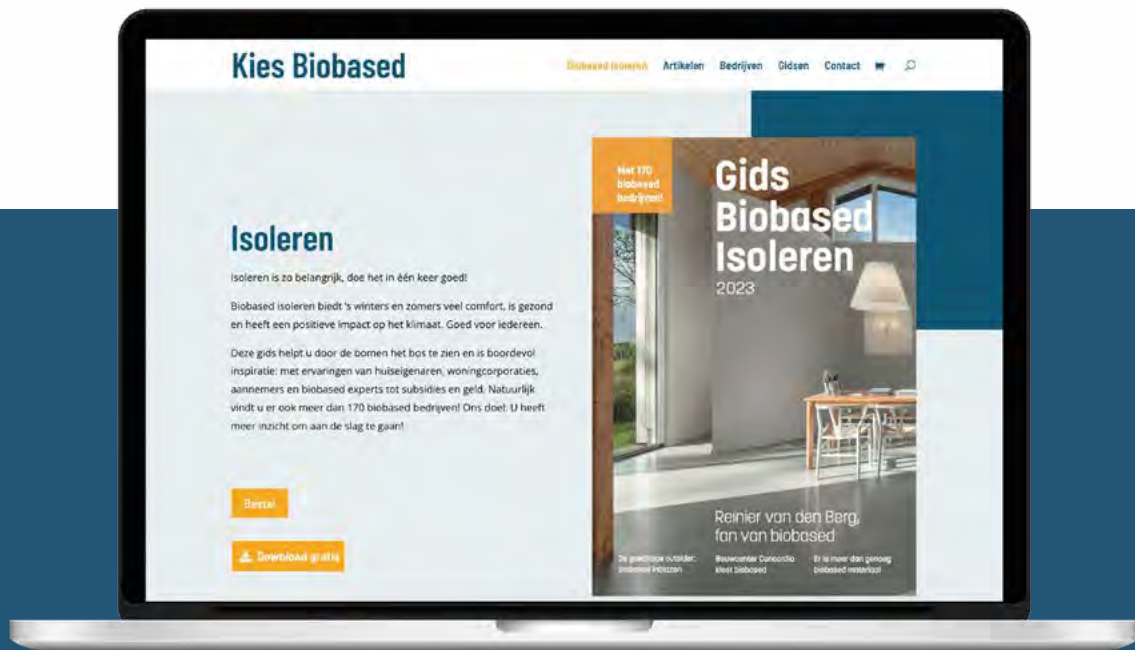 Kies Biobased
Biobased Isoleren Artikelen Bedrijven Gidsen Contact
Isoleren
Isoleren is zo belangrijk, doe het in één keer goed!
Biobased isoleren biedt 's winters en zomers veel comfort, is gezond
en heeft een positieve impact op het klimaat. Goed voor iedereen.
Deze gids helpt u door de bomen het bos te zien en is boordevol
inspiratie: met ervaringen van huiseigenaren, woningcorporaties,
aannemers en biobased experts tot subsidies en geld. Natuurlijk
vindt u er ook meer dan 170 biobased bedrijven! Ons doel: U heeft
meer inzicht om aan de slag te gaan!
Bestel
Download gratis
Met 170
biobased
bedrijven!
Gids
Biobased
Isoleren
2023
Reinier van den Berg,
fan van biobased
De goedkope outsider:
biobased inblazen
Bouwcenter Concordia
kiest biobased
Er is meer dan genoeg
biobased materiaal